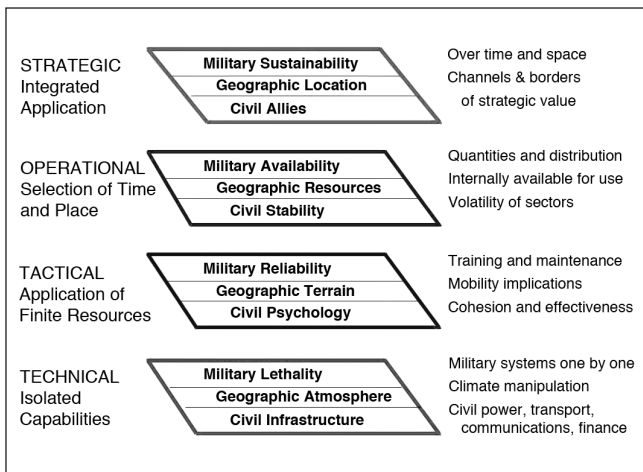 STRATEGIC
Integrated
Application
Military Sustainability
Geographic Location
Civil Allies
Over time and space
Channels & borders
of strategic value
OPERATIONAL
Selection of Time
and Place
Military Availability
Geographic Resources
Civil Stability
Quantities and distribution
Internally available for use
Volatility of sectors
TACTICAL
Application of
Finite Resources
Military Reliability
Geographic Terrain
Civil Psychology
Training and maintenance
Mobility implications
Cohesion and effectiveness
TECHNICAL
Isolated
Capabilities
Military Lethality
Geographic Atmosphere
Civil Infrastructure
Military systems one by one
Climate manipulation
Civil power, transport,
communications, finance